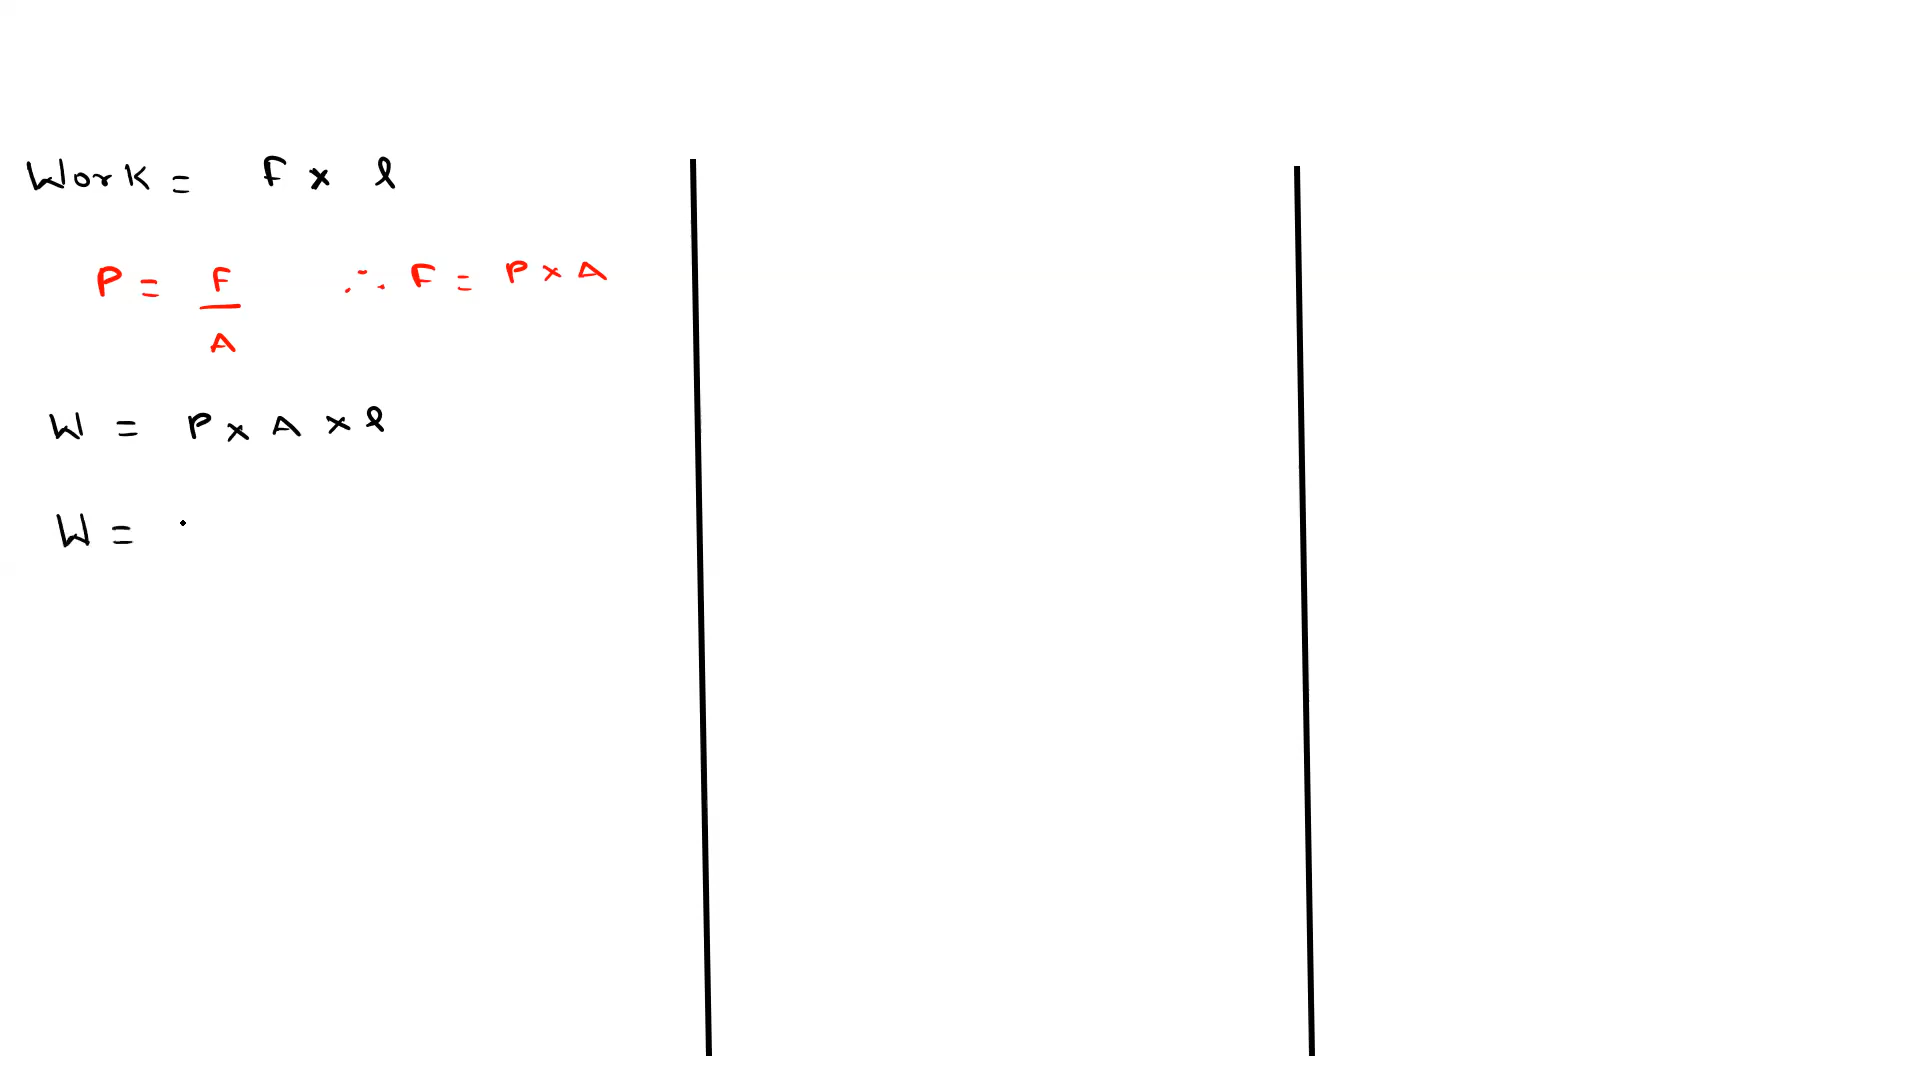 Work = F × l
P = F/A ∴ F = P × A
W = P × A × l
W =